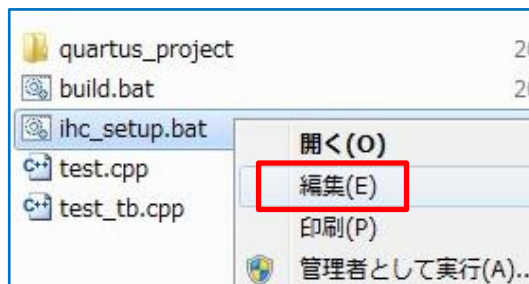 quartus_project
build.bat
ihc_setup.bat
test.cpp
test_tb.cpp
開く(O)
編集(E)
印刷(P)
管理者として実行(A)...